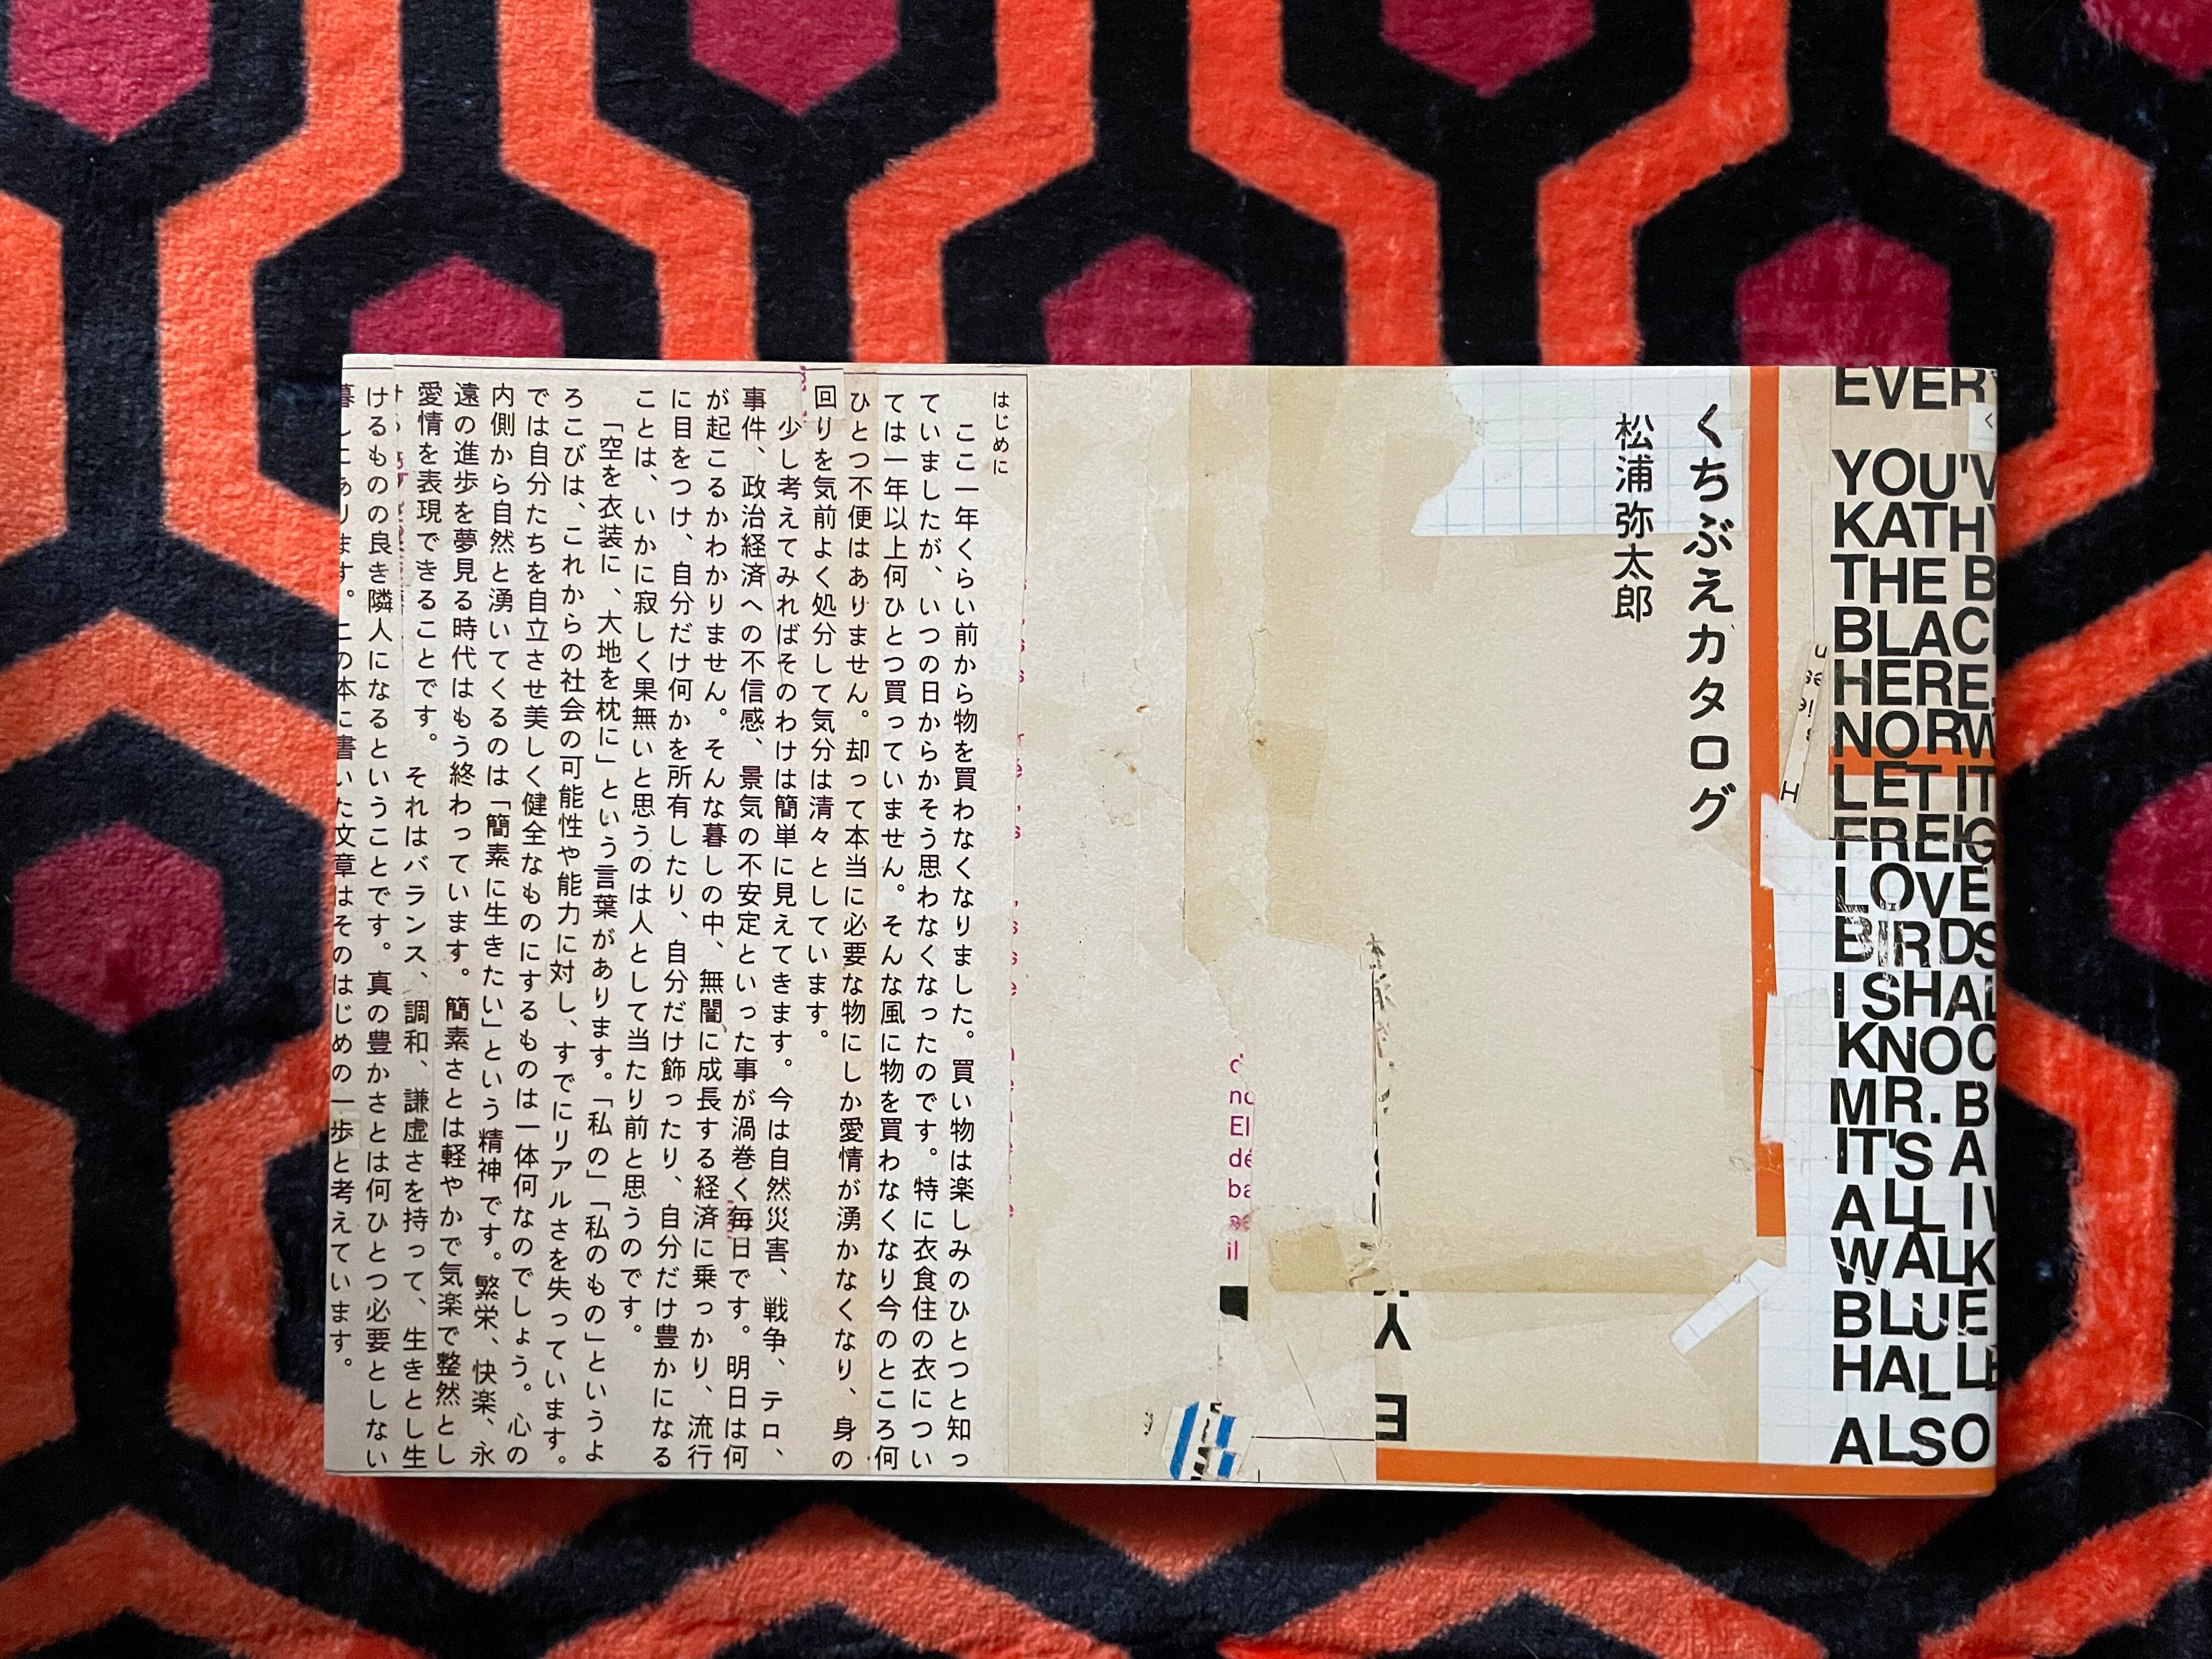 くちぶえカタログ
松浦弥太郎
はじめに
ここ一年くらい前から物を買わなくなりました。買い物は楽しみのひとつと知っ
ていましたが、いつの日からかそう思わなくなったのです。特に衣食住の衣につい
ては一年以上何ひとつ買っていません。そんな風に物を買わなくなり今のところ何
ひとつ不便はありません。却って本当に必要な物にしか愛情が湧かなくなり、身の
回りを気前よく処分して気分は清々としています。
少し考えてみればそのわけは簡単に見えてきます。今は自然災害、戦争、テロ、
事件、政治経済への不信感、景気の不安定といった事が渦巻く毎日です。明日は何
が起こるかわかりません。そんな暮しの中、無闇に成長する経済に乗っかり、流行
に目をつけ、自分だけ何かを所有したり、自分だけ飾ったり、自分だけ豊かになる
ことは、いかに寂しく果無いと思うのは人として当たり前と思うのです。
「空を衣装に、大地を枕に」という言葉があります。「私の」「私のもの」というよ
ろこびは、これからの社会の可能性や能力に対し、すでにリアルさを失っています。
では自分たちを自立させ美しく健全なものにするものは一体何なのでしょう。心の
内側から自然と湧いてくるのは「簡素に生きたい」という精神です。繁栄、快楽、永
遠の進歩を夢見る時代はもう終わっています。簡素さとは軽やかで気楽で整然とし
愛情を表現できることです。それはバランス、調和、謙虚さを持って、生きとし生
けるものの良き隣人になるということです。真の豊かさとは何ひとつ必要としない
暮しにあります。この本に書いた文章はそのはじめの一歩と考えています。
EVER
YOU'V
KATHY
THE B
BLAC
HERE,
NORW
LET IT
FREIG
LOVE
BIRDS
I SHAL
KNOC
MR. B
IT'S A
ALL I
WALK
BLUE
HALL
ALSO
no
El
dé
ba
il
Y
E
H